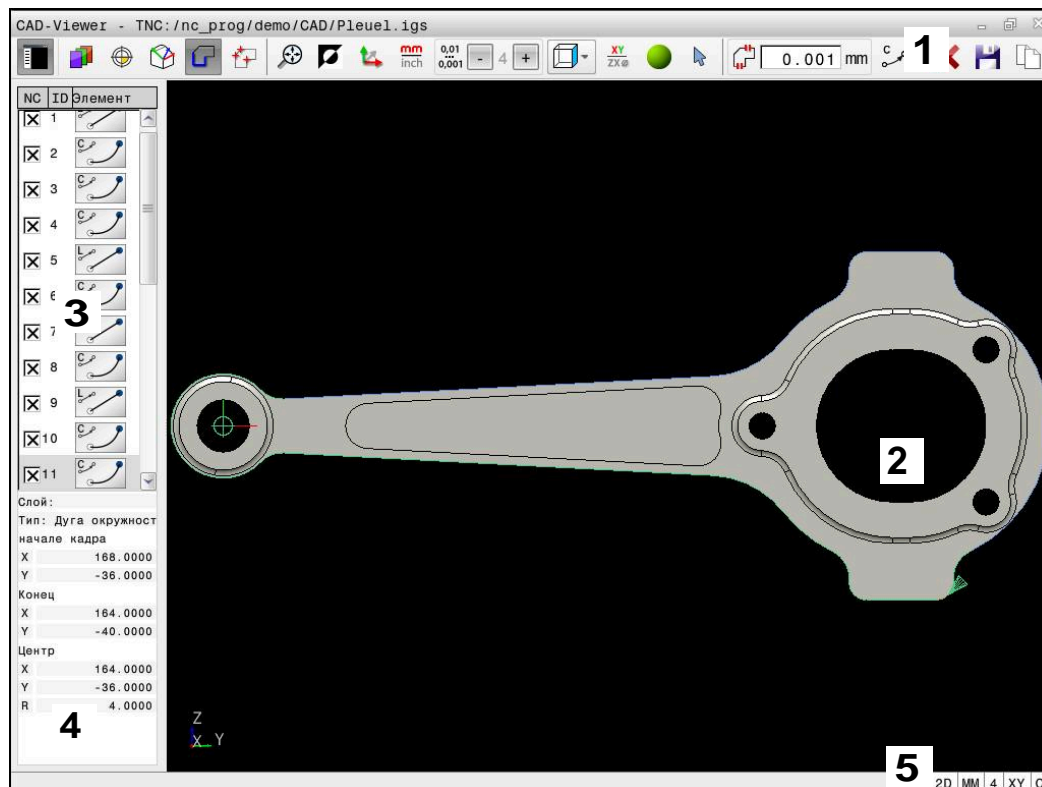 CAD-Viewer - TNC:/nc_prog/demo/CAD/Pleuel.igs
mm
inch
0,01
...
0,001
- 4 +
XY
ZX
0.001 mm
C
1
NC ID Элемент
1
2 C
3 C
4 C
5 L
6 C
3
7
8 C
9 L
10 C
11 C
Слой:
Тип: Дуга окружност
начале кадра
X 168.0000
Y -36.0000
Конец
X 164.0000
Y -40.0000
Центр
X 164.0000
Y -36.0000
R 4.0000
4
2
Z
X Y
5
2D MM 4 XY